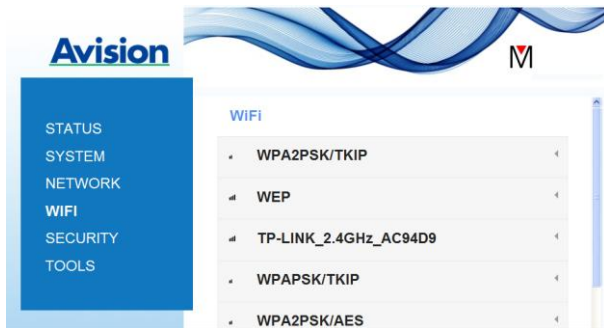 Avision
M
STATUS
SYSTEM
NETWORK
WIFI
SECURITY
TOOLS
WiFi
WPA2PSK/TKIP
WEP
TP-LINK_2.4GHz_AC94D9
WPAPSK/TKIP
WPA2PSK/AES